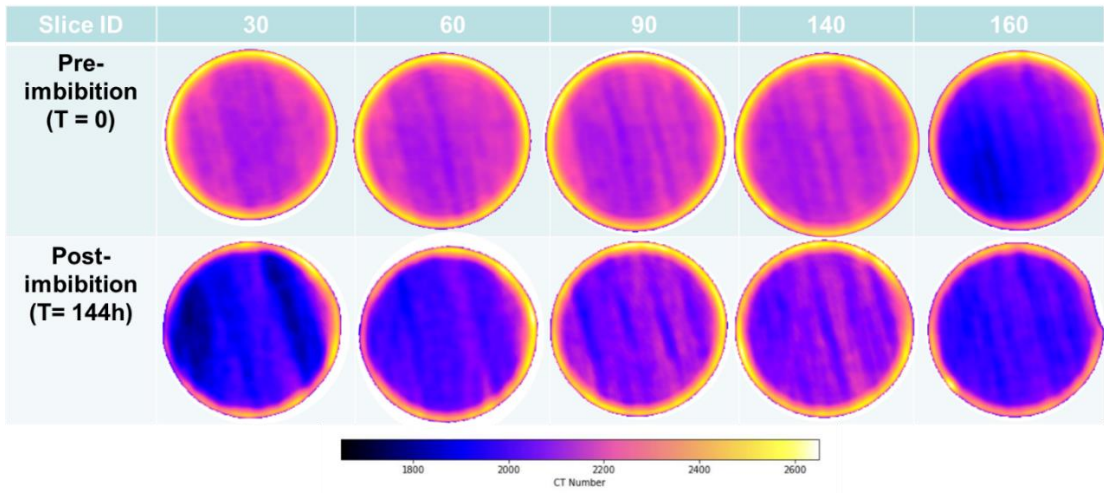 Slice ID 30 60 90 140 160
Pre-
imbibition
(T = 0)
Post-
imbibition
(T= 144h)
1800 2000 2200 2400 2600
CT Number